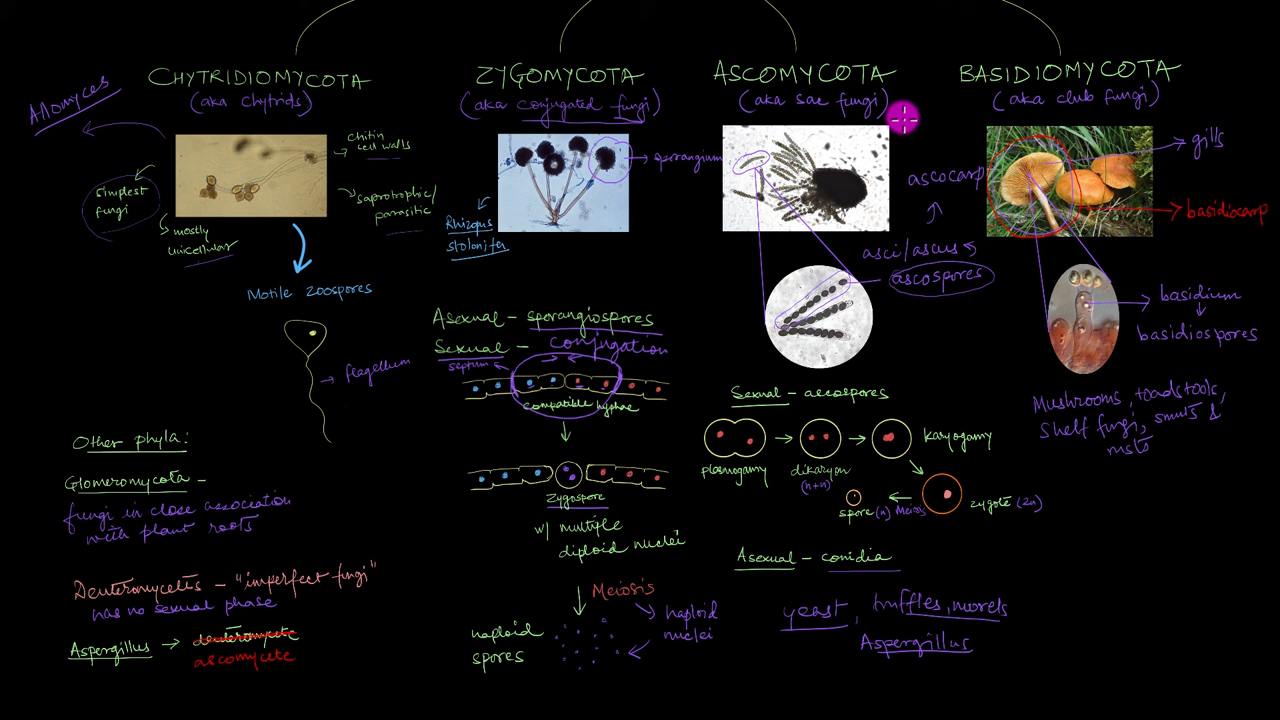 CHYTRIDIOMYCOTA
(aka chytrids)
Allomyces
chitin
cell walls
simplest
fungi
mostly
unicellular
saprotrophic/
parasitic
Motile zoospores
flagellum
Other phyla:
Glomeromycota -
fungi in close association
with plant roots
Deuteromycetes - "imperfect fungi"
has no sexual phase
Aspergillus → deuteromycete
ascomycete
ZYGOMYCOTA
(aka conjugated fungi)
sporangium
Rhizopus
stolonifer
Asexual - sporangiospores
Sexual - conjugation
septum
compatible hyphae
Zygospore
w/ multiple
diploid nuclei
Meiosis
haploid
nuclei
haploid
spores
ASCOMYCOTA
(aka sac fungi)
ascocarp
asci/ascus
ascospores
Sexual - ascospores
plasmogamy
dikaryon
(n+n)
karyogamy
zygote (2n)
Meiosis
spore (n)
Asexual - conidia
yeast, truffles, morels
Aspergillus
BASIDIOMYCOTA
(aka club fungi)
gills
basidiocarp
basidium
basidiospores
Mushrooms, toadstools,
shelf fungi, smuts &
rusts